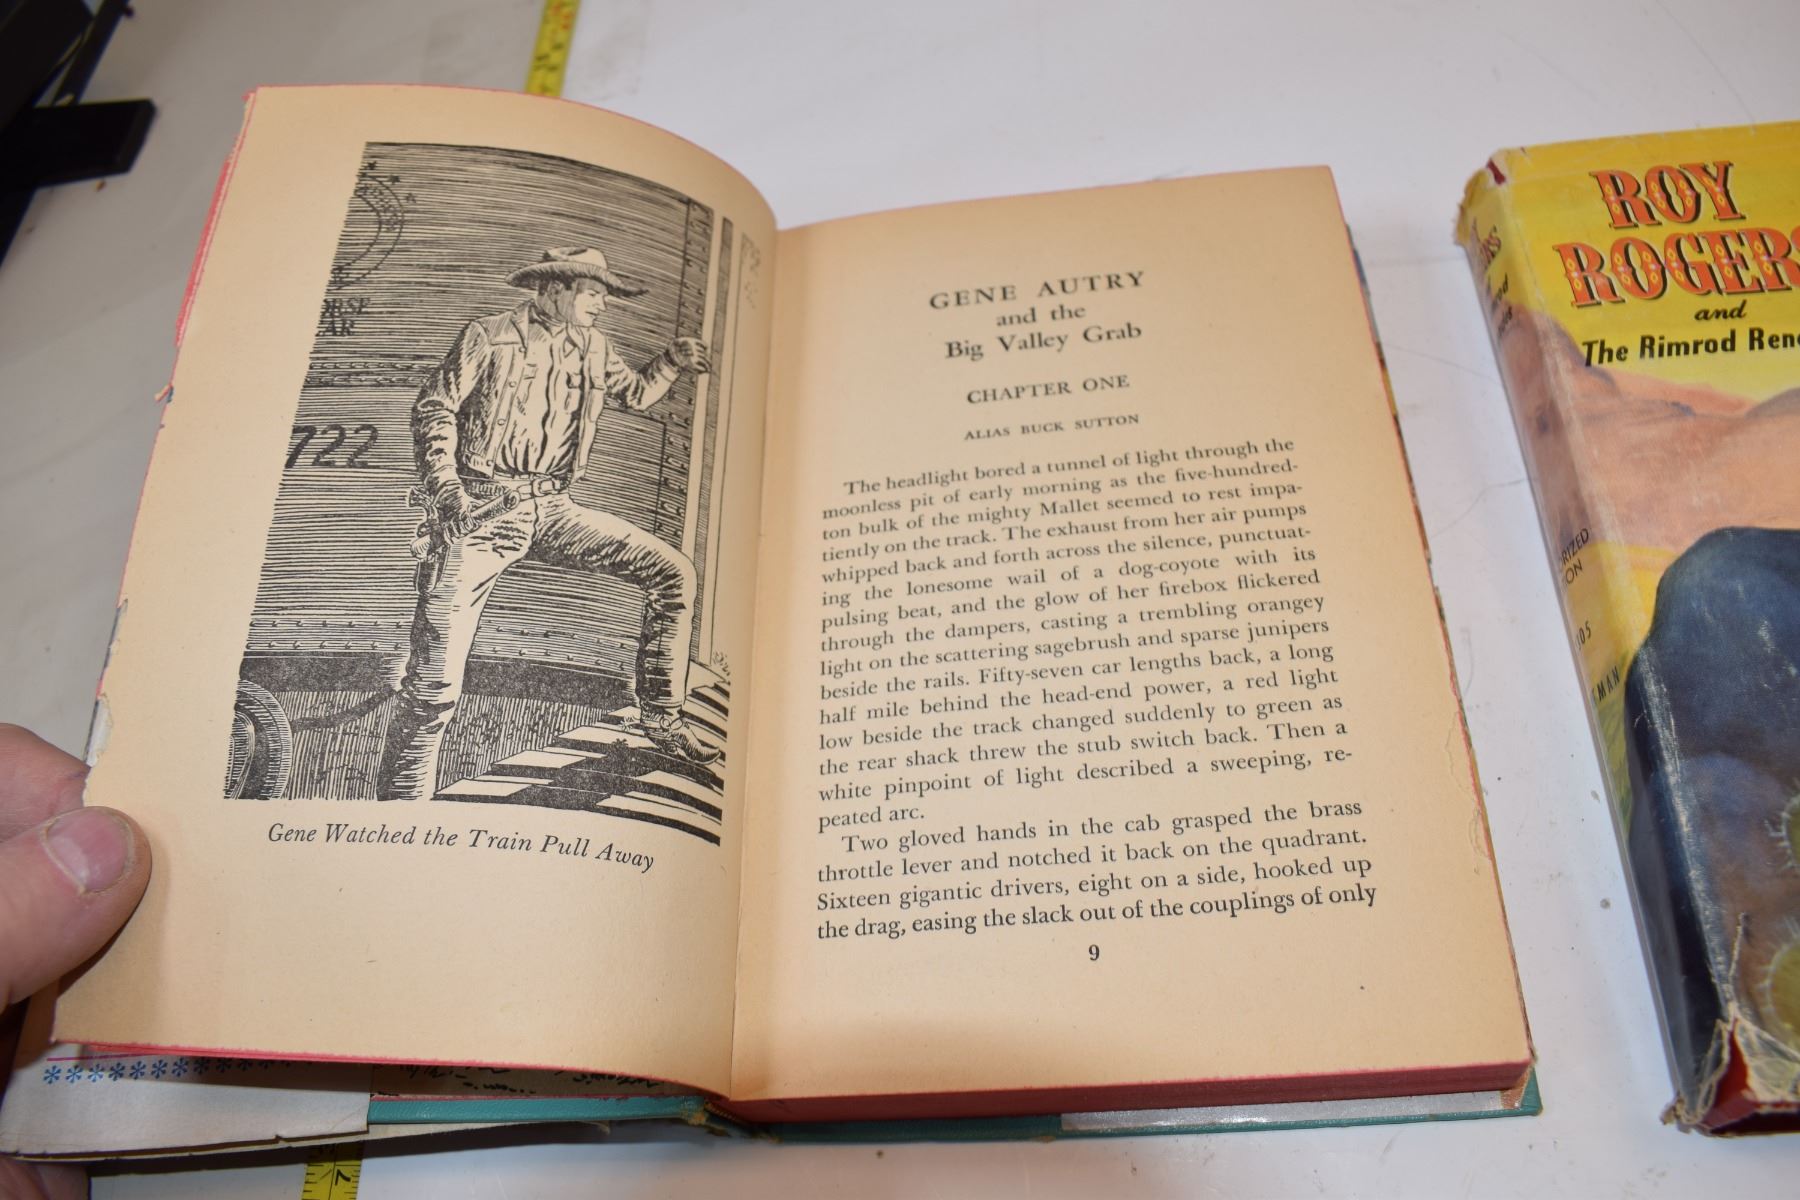 ORSE
AR
722
Gene Watched the Train Pull Away
GENE AUTRY
and the
Big Valley Grab
CHAPTER ONE
ALIAS BUCK SUTTON
The headlight bored a tunnel of light through the
moonless pit of early morning as the five-hundred-
ton bulk of the mighty Mallet seemed to rest impa-
tiently on the track. The exhaust from her air pumps
whipped back and forth across the silence, punctuat-
ing the lonesome wail of a dog-coyote with its
pulsing beat, and the glow of her firebox flickered
through the dampers, casting a trembling orangey
light on the scattering sagebrush and sparse junipers
beside the rails. Fifty-seven car lengths back, a long
half mile behind the head-end power, a red light
low beside the track changed suddenly to green as
the rear shack threw the stub switch back. Then a
white pinpoint of light described a sweeping, re-
peated arc.
Two gloved hands in the cab grasped the brass
throttle lever and notched it back on the quadrant.
Sixteen gigantic drivers, eight on a side, hooked up
the drag, easing the slack out of the couplings of only
9
ROY
ROGERS
and
The Rimrod Ren
7